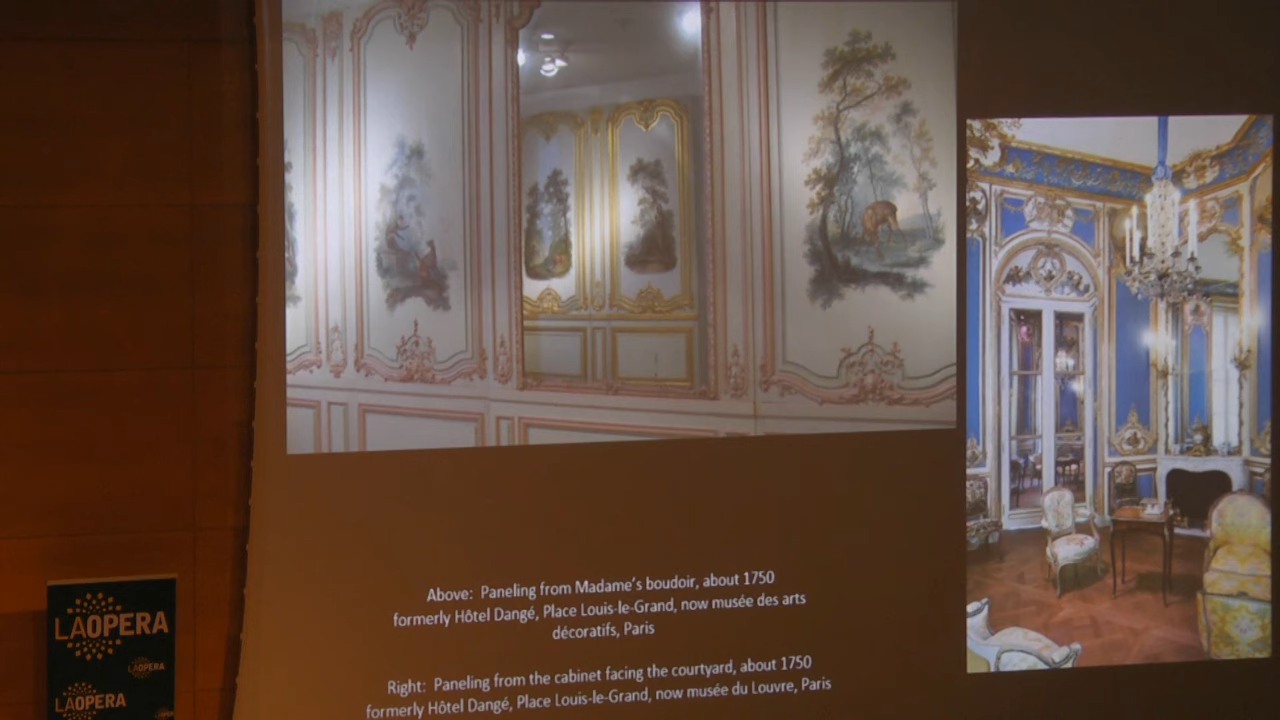 Above: Paneling from Madame's boudoir, about 1750
formerly Hôtel Dangé, Place Louis-le-Grand, now musée des arts
décoratifs, Paris
Right: Paneling from the cabinet facing the courtyard, about 1750
formerly Hôtel Dangé, Place Louis-le-Grand, now musée du Louvre, Paris
LAOPERA
LAOPERA
LAOPERA